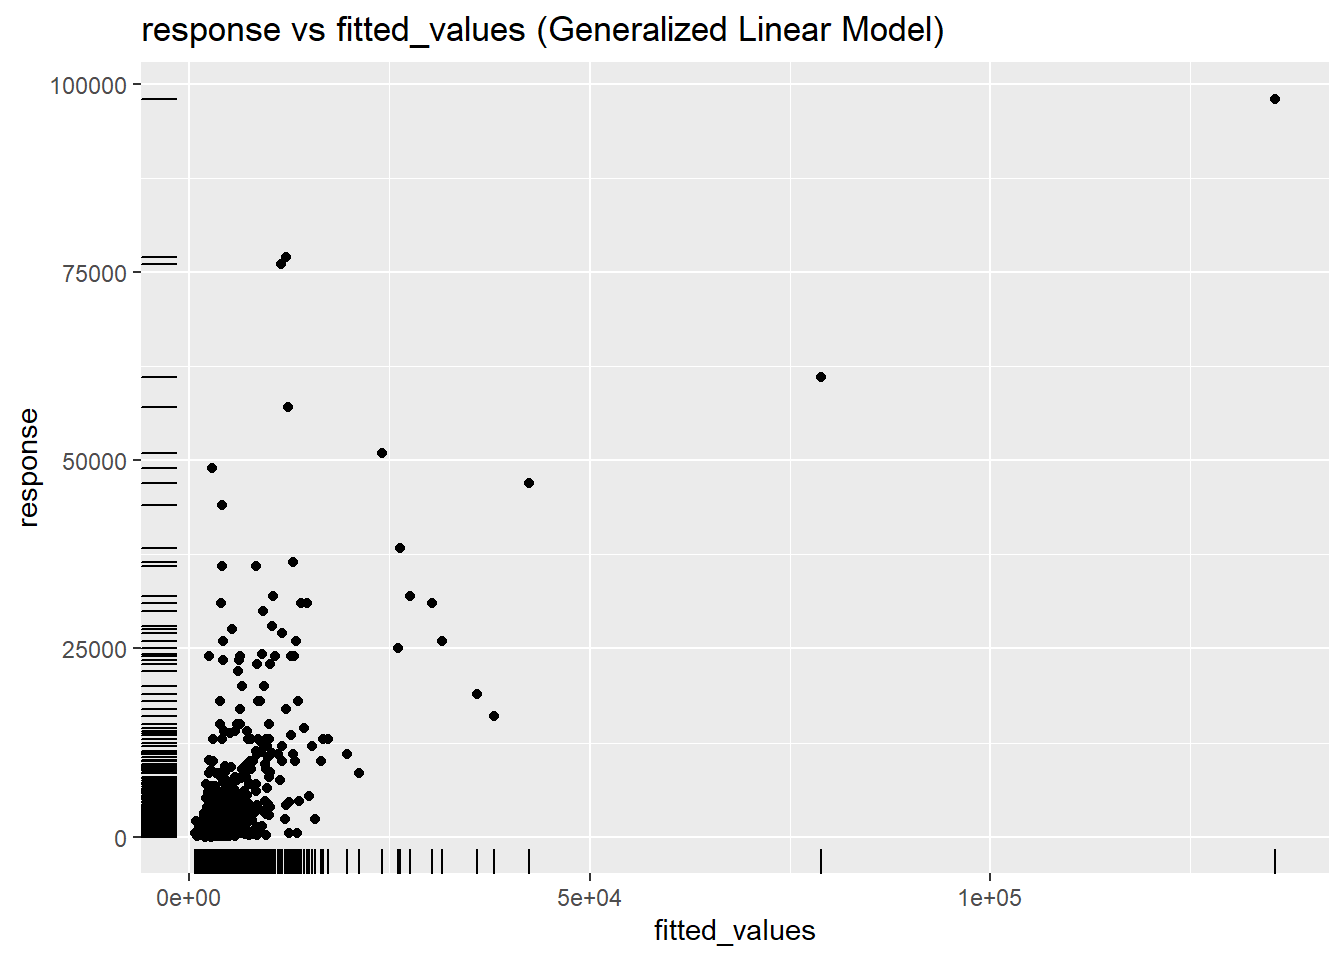 response vs fitted_values (Generalized Linear Model)
100000
75000
50000
25000
0
response
0e+00 5e+04 1e+05
fitted_values